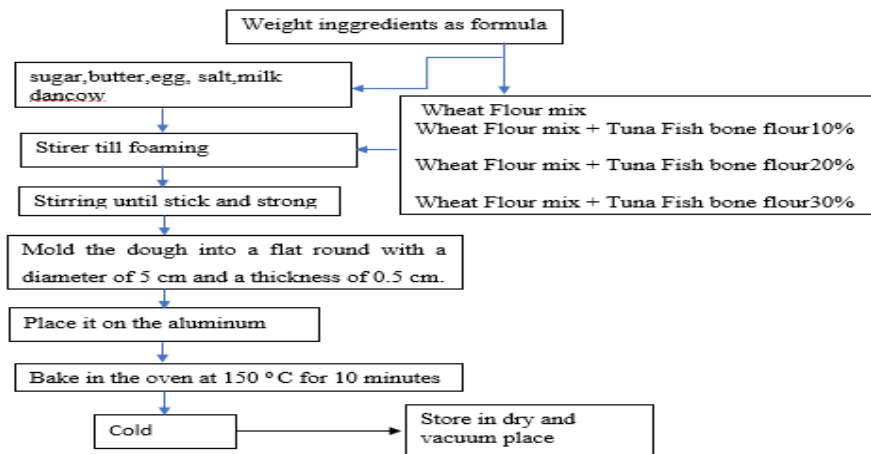 Weight inggredients as formula
sugar,butter,egg, salt,milk
dancow
Wheat Flour mix
Wheat Flour mix + Tuna Fish bone flour10%
Wheat Flour mix + Tuna Fish bone flour20%
Wheat Flour mix + Tuna Fish bone flour30%
Stirer till foaming
Stirring until stick and strong
Mold the dough into a flat round with a
diameter of 5 cm and a thickness of 0.5 cm.
Place it on the aluminum
Bake in the oven at 150 °C for 10 minutes
Cold
Store in dry and
vacuum place